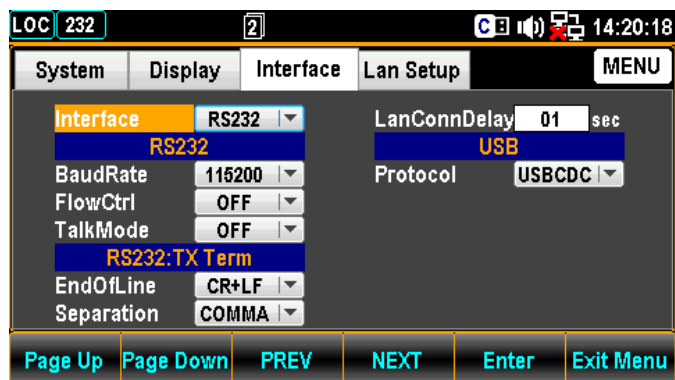 LOC 232 2 C 14:20:18
System Display Interface Lan Setup MENU
Interface RS232
RS232
BaudRate 115200
FlowCtrl OFF
TalkMode OFF
RS232:TX Term
EndOfLine CR+LF
Separation COMMA
LanConnDelay 01 sec
USB
Protocol USBCDC
Page Up Page Down PREV NEXT Enter Exit Menu